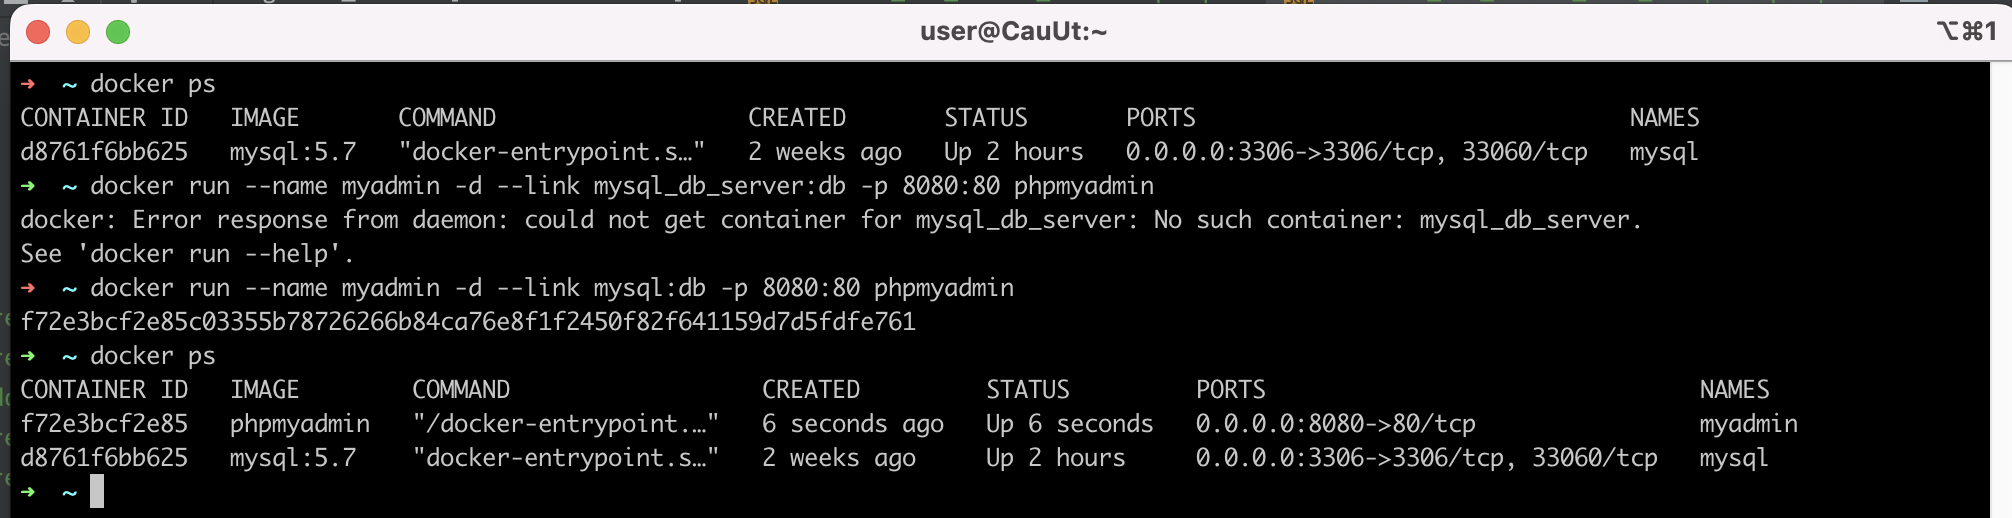 user@CauUt:~
⌥⌘1
➜ ~ docker ps
CONTAINER ID IMAGE COMMAND CREATED STATUS PORTS NAMES
d8761f6bb625 mysql:5.7 "docker-entrypoint.s…" 2 weeks ago Up 2 hours 0.0.0.0:3306->3306/tcp, 33060/tcp mysql
➜ ~ docker run --name myadmin -d --link mysql_db_server:db -p 8080:80 phpmyadmin
docker: Error response from daemon: could not get container for mysql_db_server: No such container: mysql_db_server.
See 'docker run --help'.
➜ ~ docker run --name myadmin -d --link mysql:db -p 8080:80 phpmyadmin
f72e3bcf2e85c03355b78726266b84ca76e8f1f2450f82f641159d7d5fdfe761
➜ ~ docker ps
CONTAINER ID IMAGE COMMAND CREATED STATUS PORTS NAMES
f72e3bcf2e85 phpmyadmin "/docker-entrypoint.…" 6 seconds ago Up 6 seconds 0.0.0.0:8080->80/tcp myadmin
d8761f6bb625 mysql:5.7 "docker-entrypoint.s…" 2 weeks ago Up 2 hours 0.0.0.0:3306->3306/tcp, 33060/tcp mysql
➜ ~